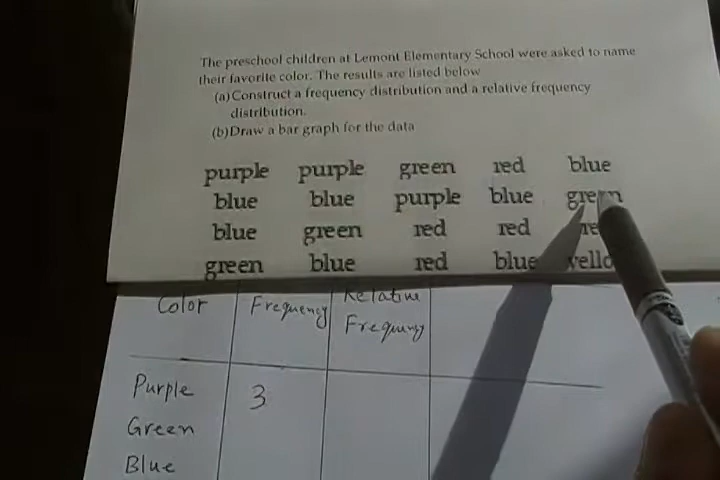 The preschool children at Lemont Elementary School were asked to name
their favorite color. The results are listed below
(a) Construct a frequency distribution and a relative frequency
distribution.
(b) Draw a bar graph for the data
purple purple green red blue
blue blue purple blue green
blue green red red
green blue red blue
Color Frequency Relative
Frequency
Purple 3
Green
Blue